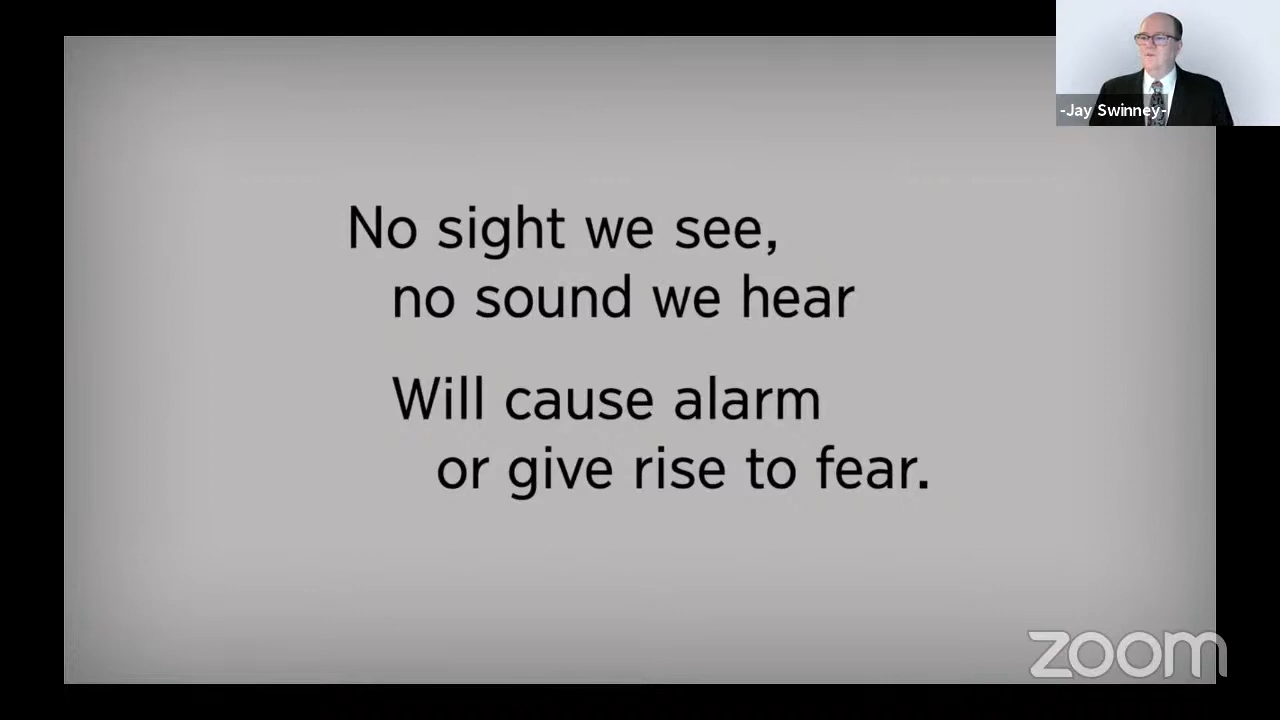 -Jay Swinney-
No sight we see,
no sound we hear
Will cause alarm
or give rise to fear.
zoom